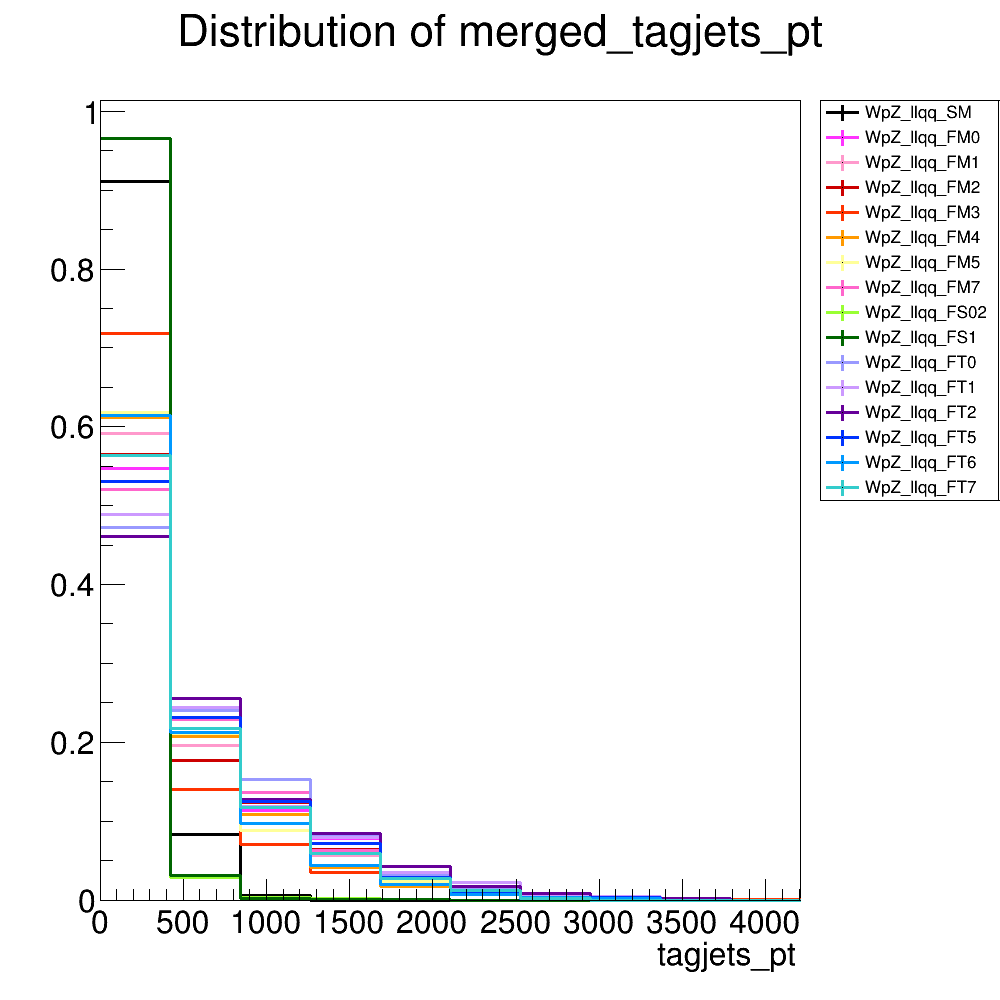 Distribution of merged_tagjets_pt
1
0.8
0.6
0.4
0.2
0
0 500 1000 1500 2000 2500 3000 3500 4000
tagjets_pt
WpZ_llqq_SM
WpZ_llqq_FM0
WpZ_llqq_FM1
WpZ_llqq_FM2
WpZ_llqq_FM3
WpZ_llqq_FM4
WpZ_llqq_FM5
WpZ_llqq_FM7
WpZ_llqq_FS02
WpZ_llqq_FS1
WpZ_llqq_FT0
WpZ_llqq_FT1
WpZ_llqq_FT2
WpZ_llqq_FT5
WpZ_llqq_FT6
WpZ_llqq_FT7